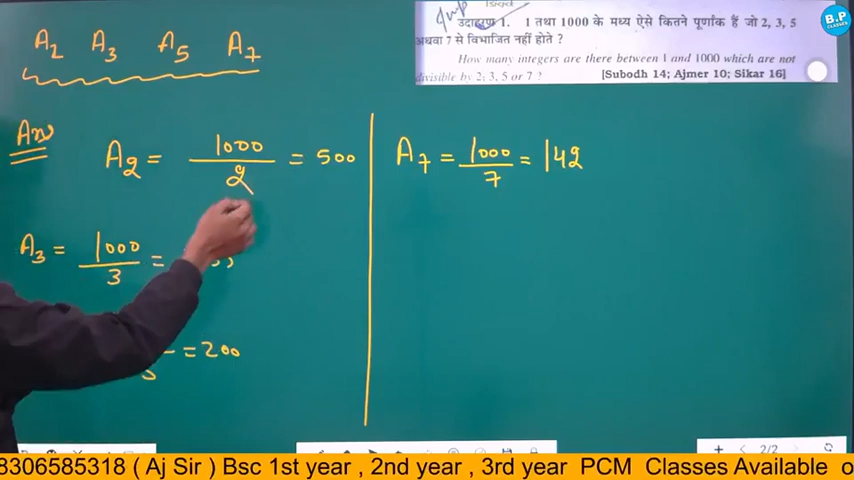 A2 A3 A5 A7
Imp
उदाहरण 1. 1 तथा 1000 के मध्य ऐसे कितने पूर्णांक हैं जो 2, 3, 5
अथवा 7 से विभाजित नहीं होते ?
How many integers are there between 1 and 1000 which are not
divisible by 2, 3, 5 or 7 ? [Subodh 14; Ajmer 10; Sikar 16]
B.P
CLASSES
Ans
A2 = 1000/2 = 500
A7 = 1000/7 = 142
A3 = 1000/3 =
5 = 200
2/2
8306585318 ( Aj Sir ) Bsc 1st year , 2nd year , 3rd year PCM Classes Available